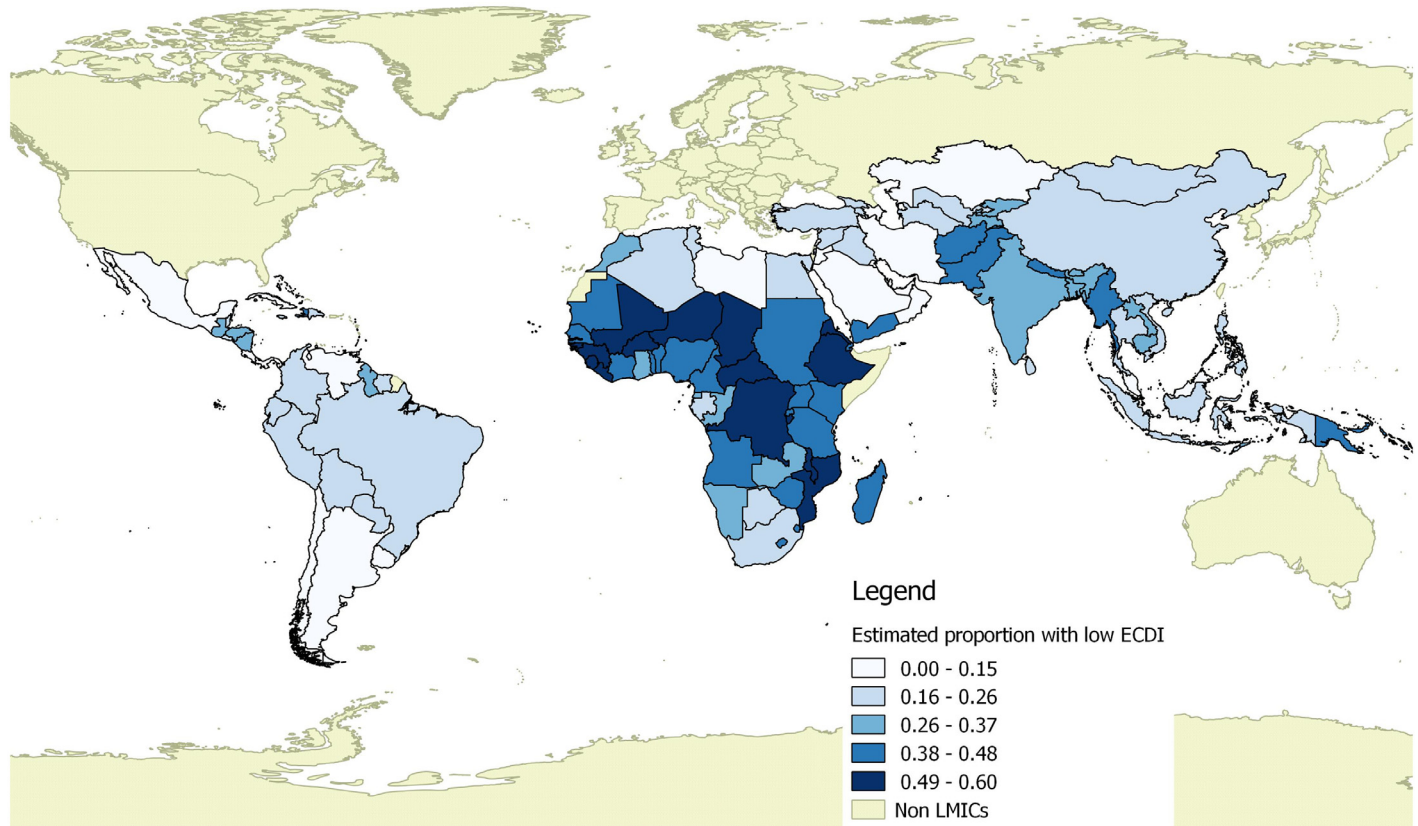 Legend
Estimated proportion with low ECDI
0.00 - 0.15
0.16 - 0.26
0.26 - 0.37
0.38 - 0.48
0.49 - 0.60
Non LMICs